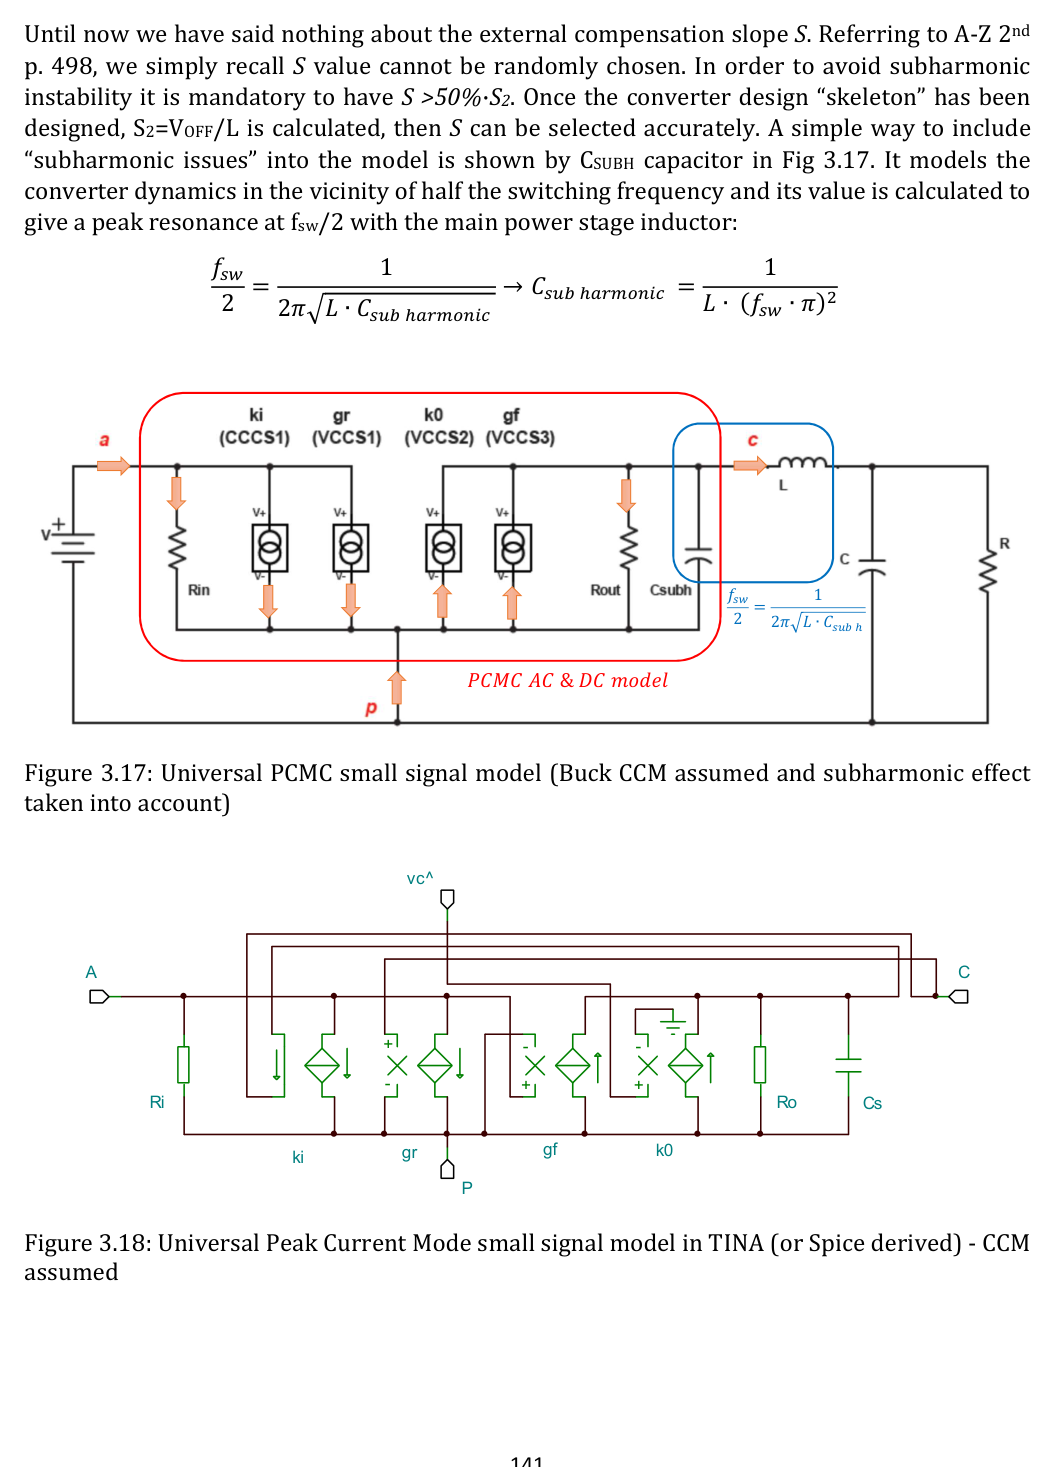 Until now we have said nothing about the external compensation slope S. Referring to A-Z 2nd
p. 498, we simply recall S value cannot be randomly chosen. In order to avoid subharmonic
instability it is mandatory to have S >50%·S2. Once the converter design “skeleton” has been
designed, S2=VOFF/L is calculated, then S can be selected accurately. A simple way to include
“subharmonic issues” into the model is shown by CSUBH capacitor in Fig 3.17. It models the
converter dynamics in the vicinity of half the switching frequency and its value is calculated to
give a peak resonance at fsw/2 with the main power stage inductor:
fsw/2 = 1/(2π√(L · Csub harmonic)) → Csub harmonic = 1/(L · (fsw · π)²)
ki gr k0 gf
(CCCS1) (VCCS1) (VCCS2) (VCCS3)
a c
L
V+ V+ V+ V+
V + C R
V- V- V- V-
Rin Rout Csubh
fsw/2 = 1/(2π√(L · Csub h))
PCMC AC & DC model
p
Figure 3.17: Universal PCMC small signal model (Buck CCM assumed and subharmonic effect
taken into account)
vc^
A C
+ - -
- + +
Ri Ro Cs
ki gr gf k0
P
Figure 3.18: Universal Peak Current Mode small signal model in TINA (or Spice derived) - CCM
assumed
141